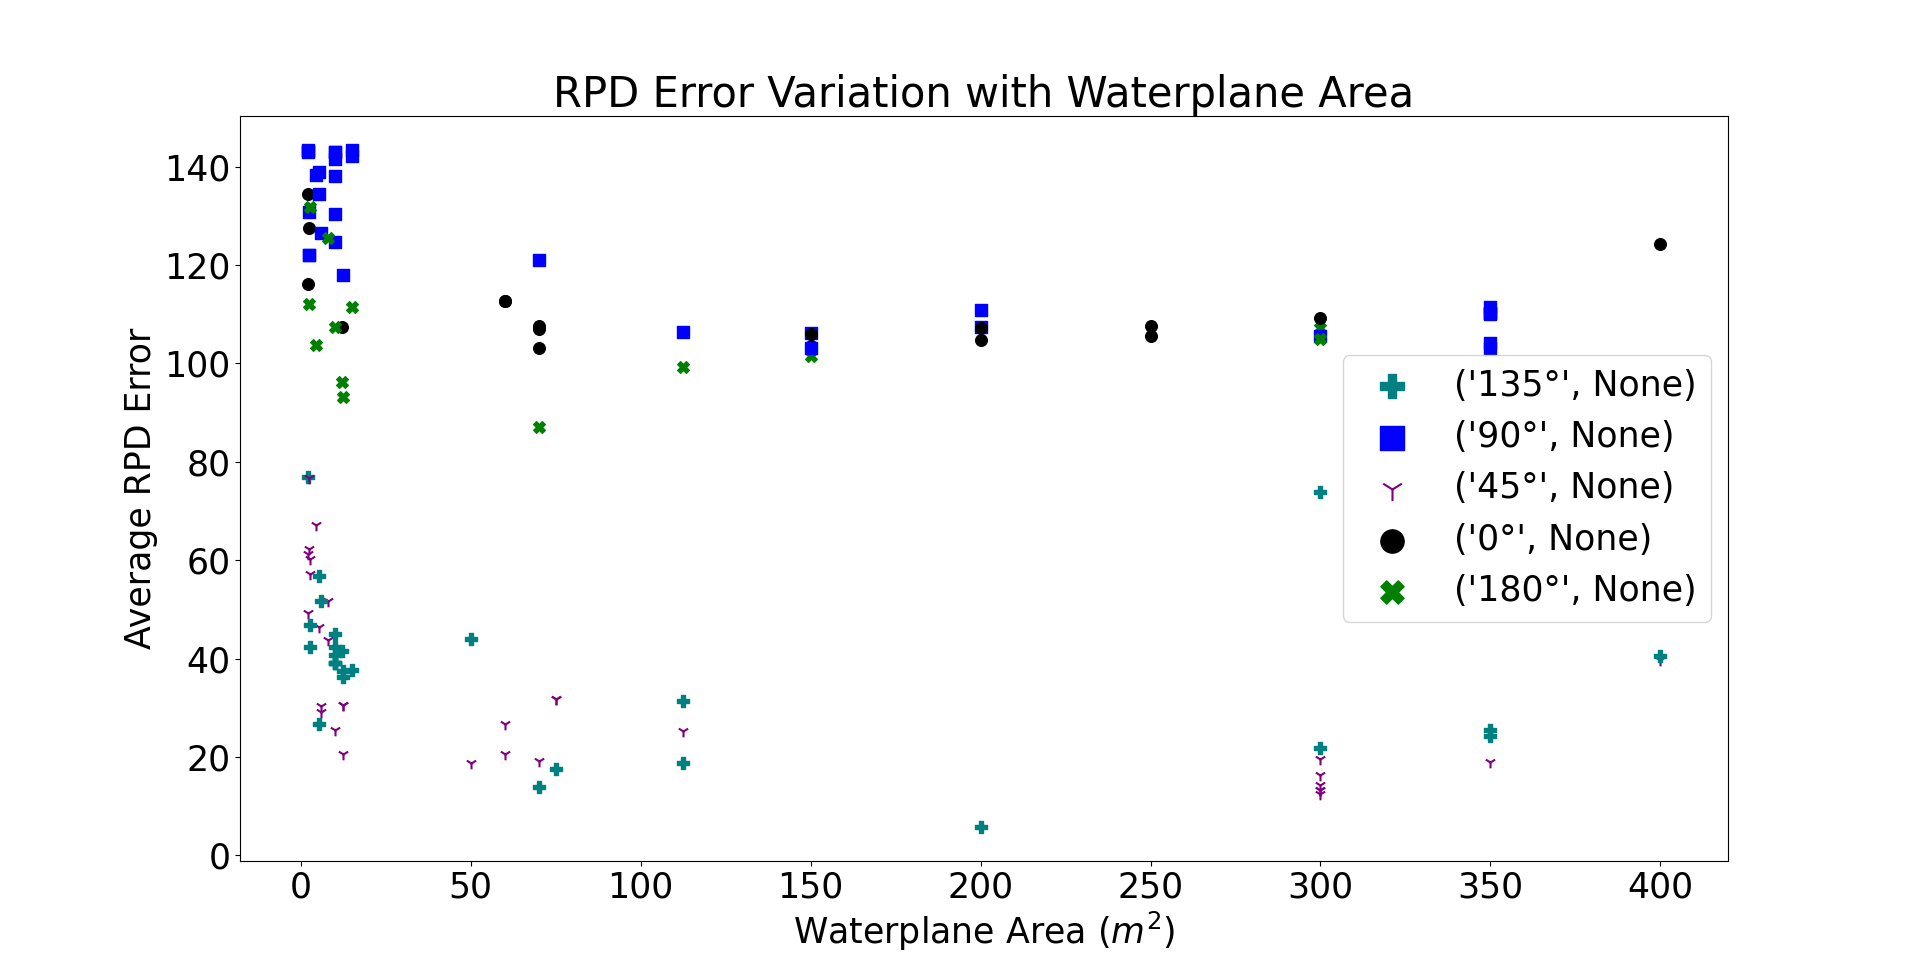 RPD Error Variation with Waterplane Area
140
120
100
80
60
40
20
0
Average RPD Error
('135°', None)
('90°', None)
('45°', None)
('0°', None)
('180°', None)
0 50 100 150 200 250 300 350 400
Waterplane Area (m²)